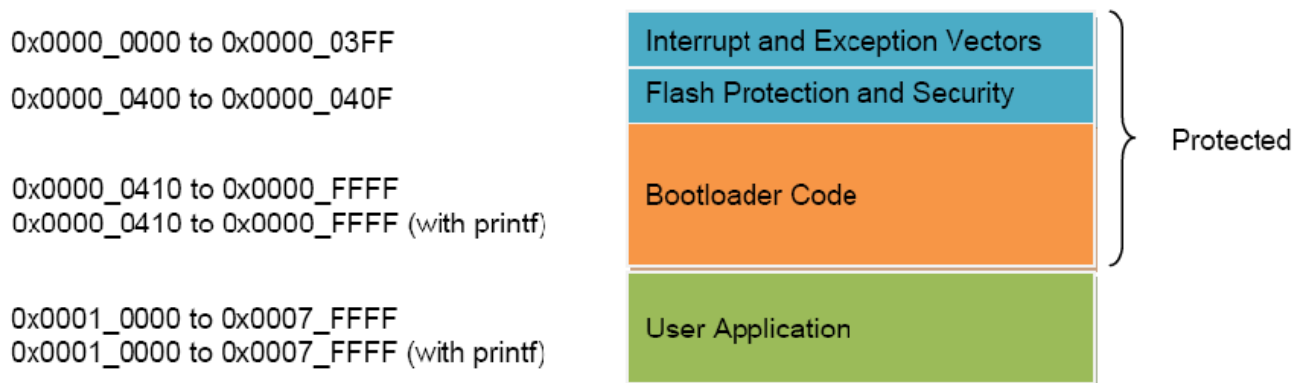 0x0000_0000 to 0x0000_03FF
Interrupt and Exception Vectors
0x0000_0400 to 0x0000_040F
Flash Protection and Security
Protected
0x0000_0410 to 0x0000_FFFF
0x0000_0410 to 0x0000_FFFF (with printf)
Bootloader Code
0x0001_0000 to 0x0007_FFFF
0x0001_0000 to 0x0007_FFFF (with printf)
User Application